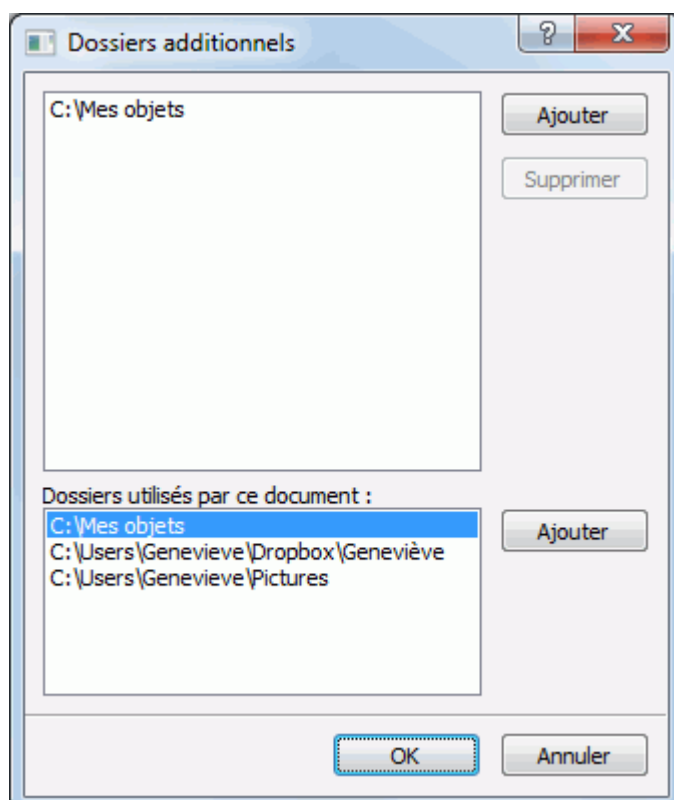 Dossiers additionnels
C:\Mes objets
Ajouter
Supprimer
Dossiers utilisés par ce document :
C:\Mes objets
C:\Users\Genevieve\Dropbox\Geneviève
C:\Users\Genevieve\Pictures
Ajouter
OK
Annuler